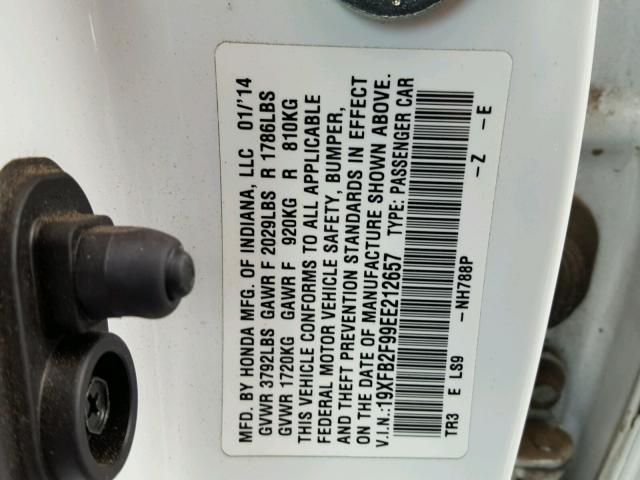 MFD. BY HONDA MFG. OF INDIANA, LLC 01/'14
GVWR 3792LBS GAWR F 2029LBS R 1786LBS
GVWR 1720KG GAWR F 920KG R 810KG
THIS VEHICLE CONFORMS TO ALL APPLICABLE
FEDERAL MOTOR VEHICLE SAFETY, BUMPER,
AND THEFT PREVENTION STANDARDS IN EFFECT
ON THE DATE OF MANUFACTURE SHOWN ABOVE.
V.I.N.:19XFB2F99EE212657 TYPE: PASSENGER CAR
TR3 E LS9 -NH788P -Z -E